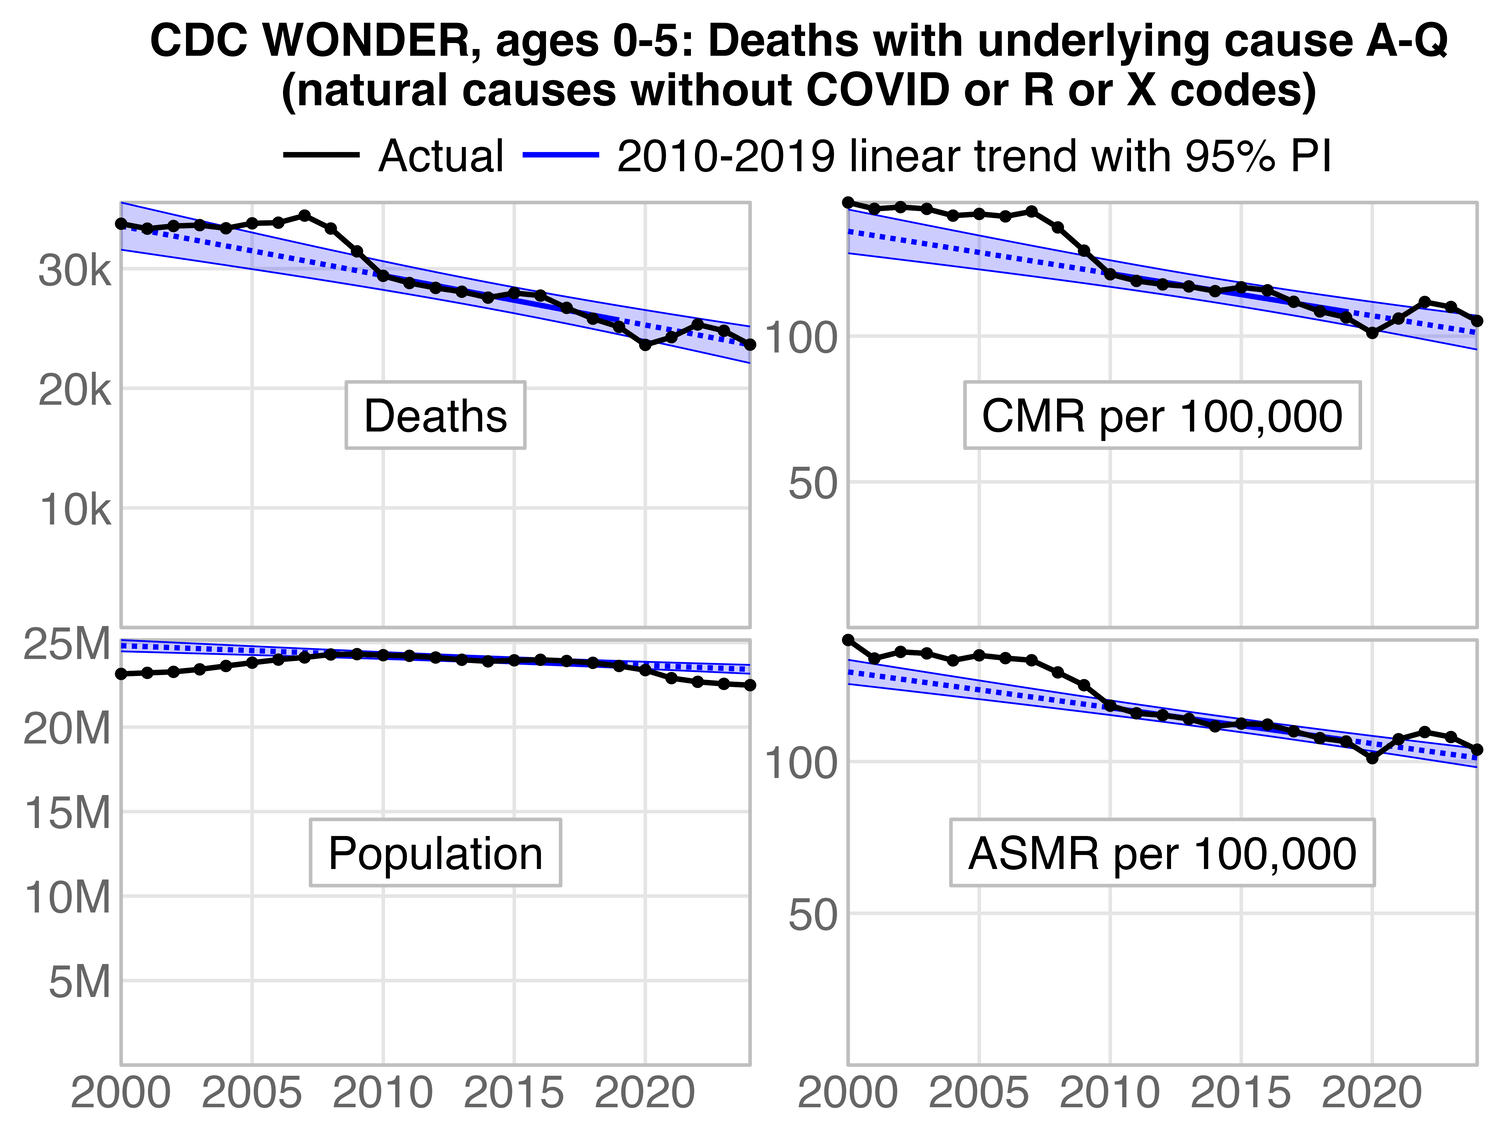 CDC WONDER, ages 0-5: Deaths with underlying cause A-Q
(natural causes without COVID or R or X codes)
Actual 2010-2019 linear trend with 95% PI
30k
20k
10k
Deaths
100
50
CMR per 100,000
25M
20M
15M
10M
5M
Population
2000 2005 2010 2015 2020
100
50
ASMR per 100,000
2000 2005 2010 2015 2020